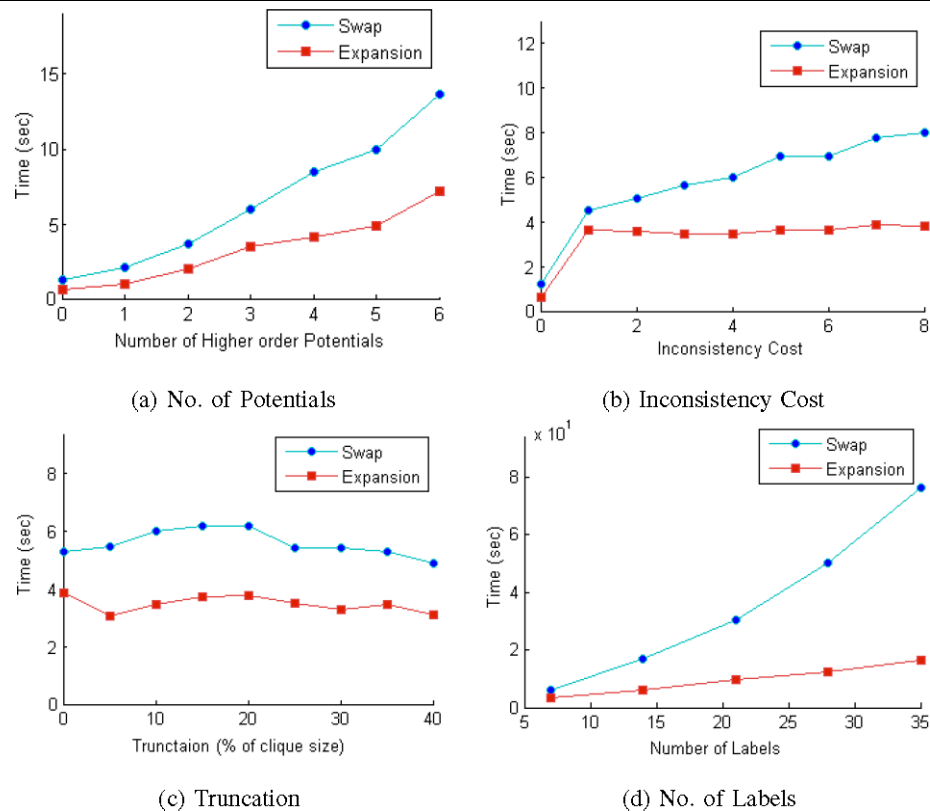 Swap
Expansion
Time (sec)
15
10
5
0
0 1 2 3 4 5 6
Number of Higher order Potentials
(a) No. of Potentials
Swap
Expansion
Time (sec)
12
10
8
6
4
2
0
0 2 4 6 8
Inconsistency Cost
(b) Inconsistency Cost
Swap
Expansion
Time (sec)
8
6
4
2
0
0 10 20 30 40
Trunctaion (% of clique size)
(c) Truncation
x 10¹
Swap
Expansion
Time (sec)
8
6
4
2
0
5 10 15 20 25 30 35
Number of Labels
(d) No. of Labels